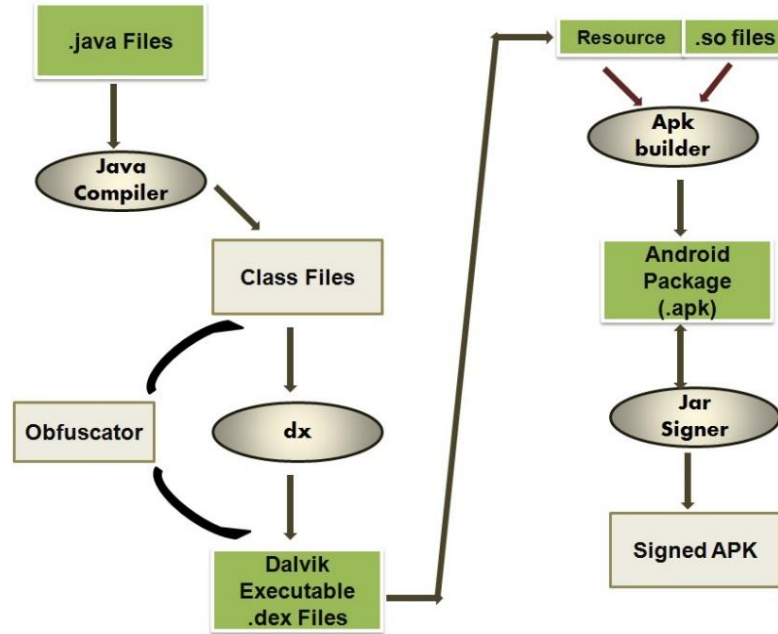 .java Files
Java
Compiler
Class Files
Obfuscator
dx
Dalvik
Executable
.dex Files
Resource
.so files
Apk
builder
Android
Package
(.apk)
Jar
Signer
Signed APK